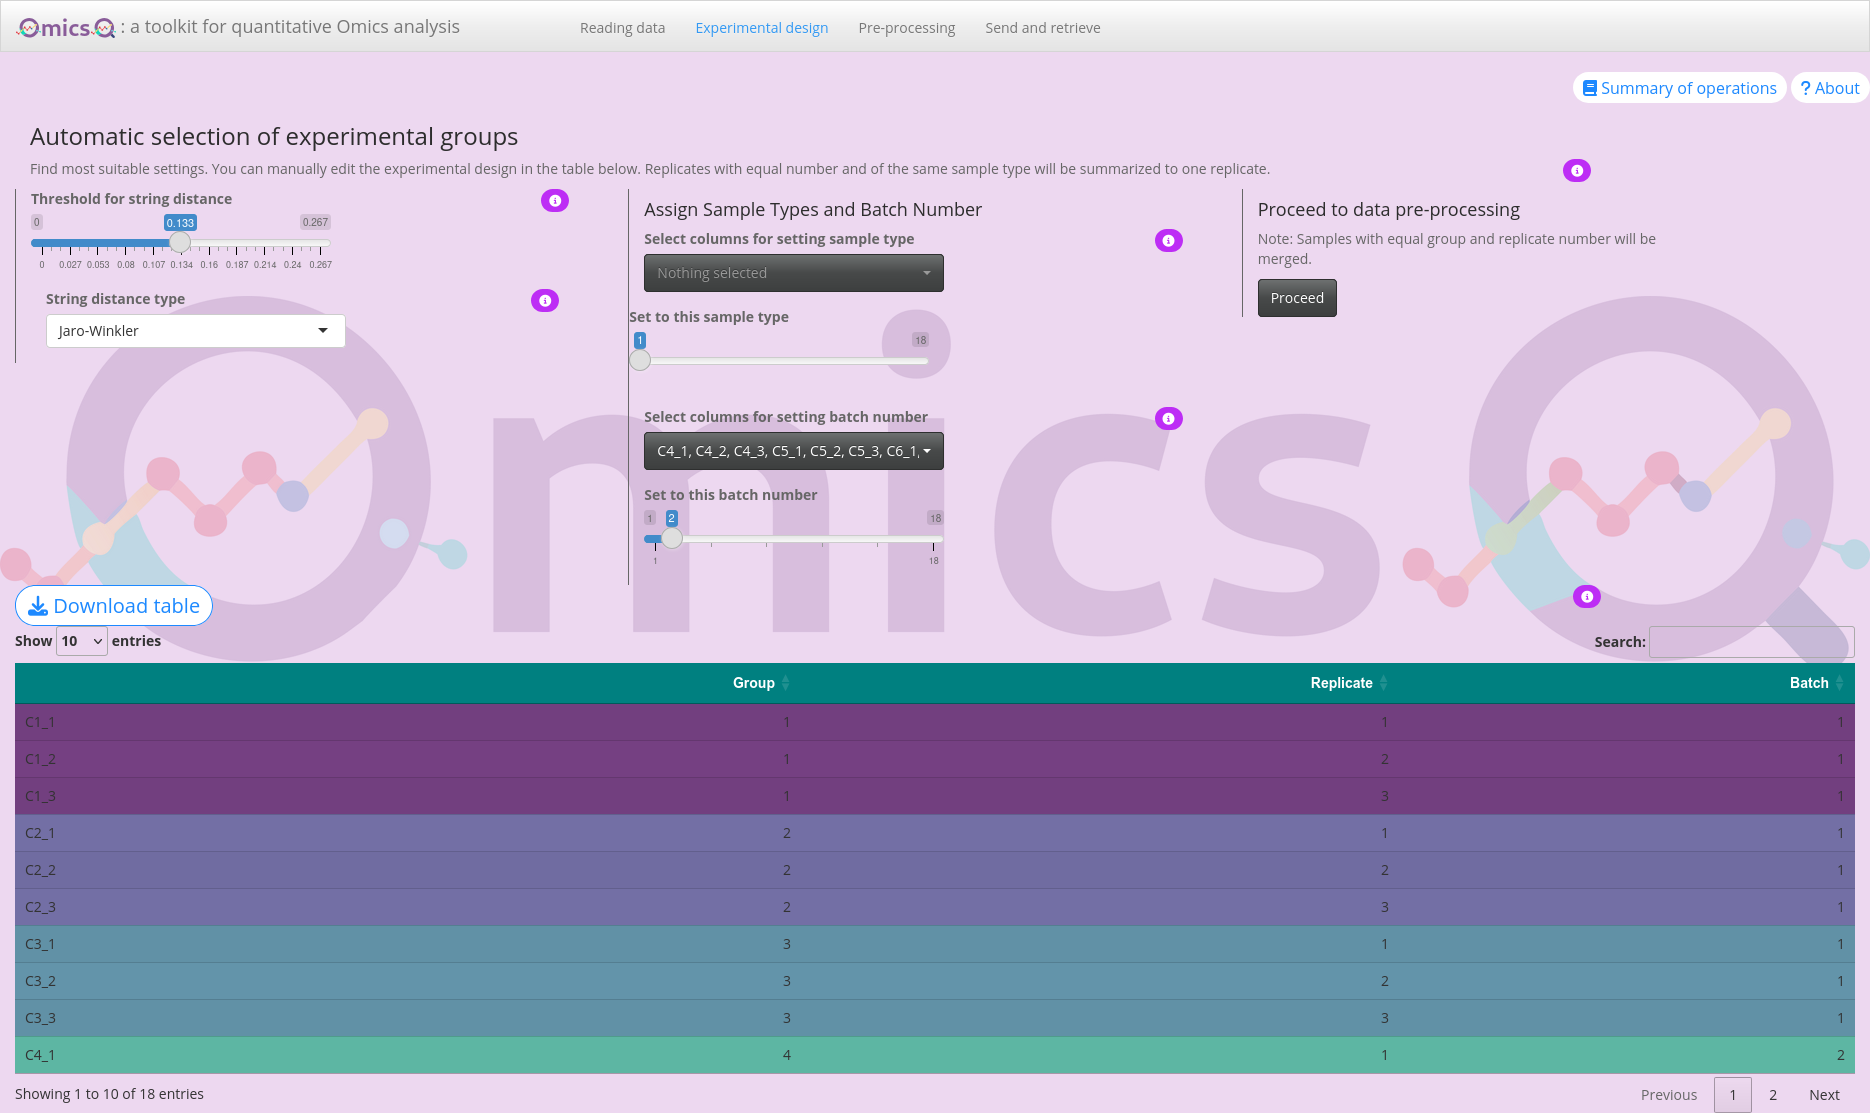 OmicsQ : a toolkit for quantitative Omics analysis
Reading data
Experimental design
Pre-processing
Send and retrieve
Summary of operations
? About
Automatic selection of experimental groups
Find most suitable settings. You can manually edit the experimental design in the table below. Replicates with equal number and of the same sample type will be summarized to one replicate.
Threshold for string distance
0 0.133 0.267
0 0.027 0.053 0.08 0.107 0.134 0.16 0.187 0.214 0.24 0.267
String distance type
Jaro-Winkler
Assign Sample Types and Batch Number
Select columns for setting sample type
Nothing selected
Set to this sample type
1 18
Select columns for setting batch number
C4_1, C4_2, C4_3, C5_1, C5_2, C5_3, C6_1,
Set to this batch number
1 2 18
1 18
Proceed to data pre-processing
Note: Samples with equal group and replicate number will be
merged.
Proceed
Omics
Download table
Show 10 entries
Search:
Group Replicate Batch
C1_1 1 1 1
C1_2 1 2 1
C1_3 1 3 1
C2_1 2 1 1
C2_2 2 2 1
C2_3 2 3 1
C3_1 3 1 1
C3_2 3 2 1
C3_3 3 3 1
C4_1 4 1 2
Showing 1 to 10 of 18 entries
Previous 1 2 Next